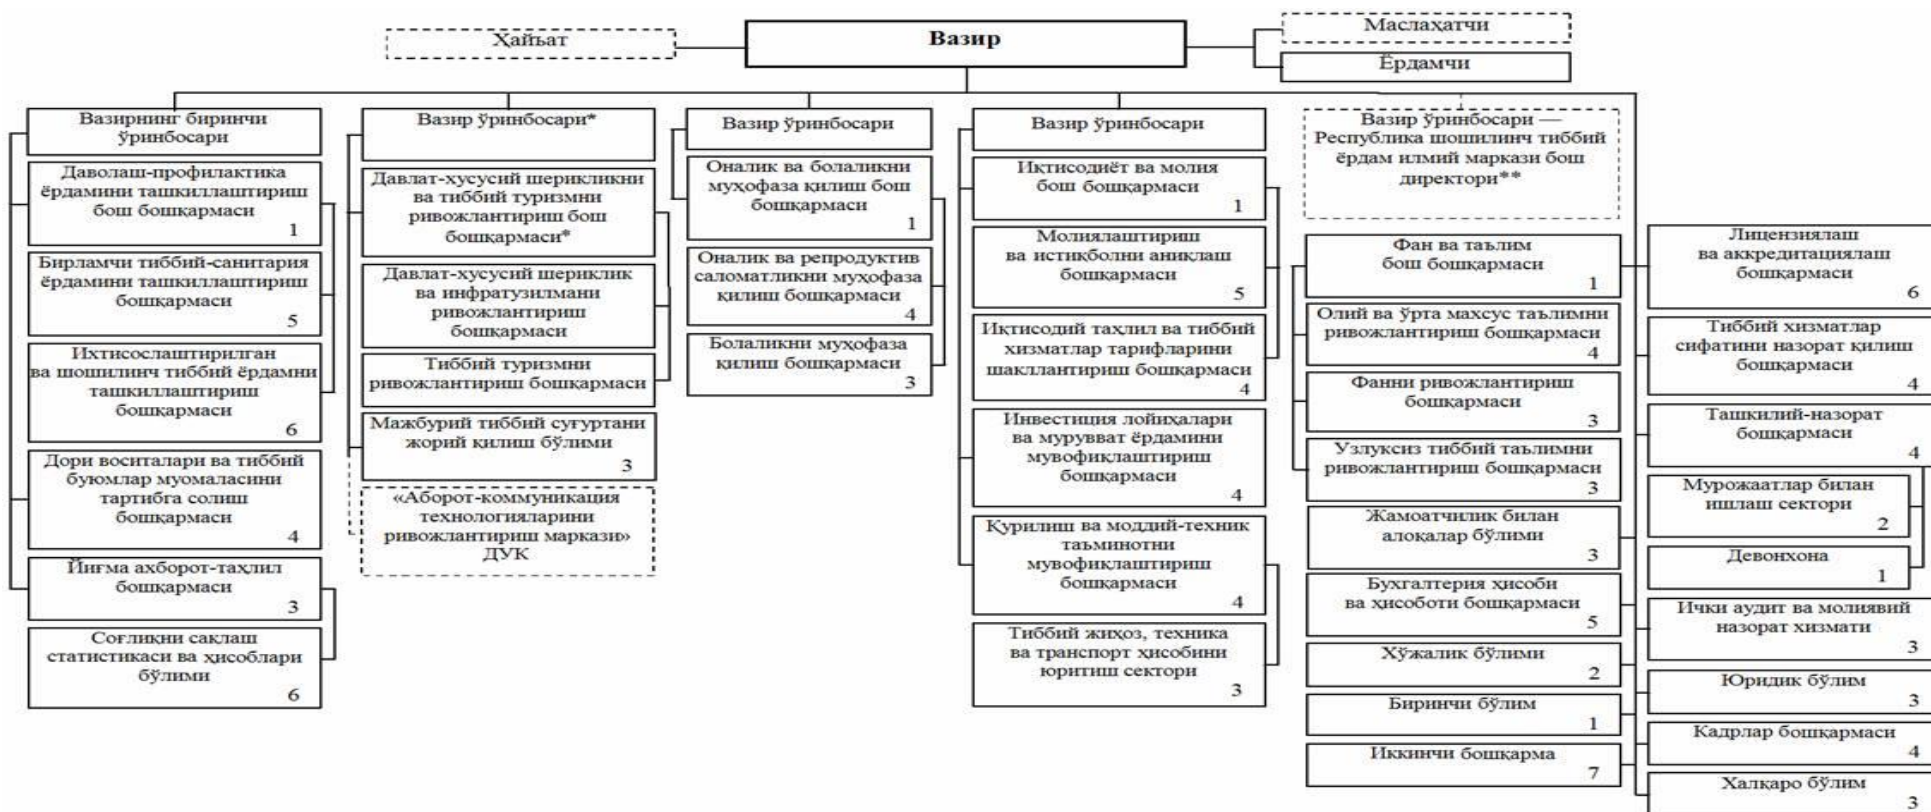 Ҳайъат
Вазир
Маслаҳатчи
Ёрдамчи
Вазирнинг биринчи
ўринбосари
Даволаш-профилактика
ёрдамини ташкиллаштириш
бош бошқармаси
1
Бирламчи тиббий-санитария
ёрдамини ташкиллаштириш
бошқармаси
5
Ихтисослаштирилган
ва шошилинч тиббий ёрдамни
ташкиллаштириш
бошқармаси
6
Дори воситалари ва тиббий
буюмлар муомаласини
тартибга солиш
бошқармаси
4
Йиғма ахборот-таҳлил
бошқармаси
3
Соғлиқни сақлаш
статистикаси ва ҳисоблари
бўлими
6
Вазир ўринбосари*
Давлат-хусусий шерикликни
ва тиббий туризмни
ривожлантириш бош
бошқармаси*
Давлат-хусусий шериклик
ва инфратузилмани
ривожлантириш
бошқармаси
Тиббий туризмни
ривожлантириш бошқармаси
Мажбурий тиббий суғуртани
жорий қилиш бўлими
3
«Аборот-коммуникация
технологияларини
ривожлантириш маркази»
ДУК
Вазир ўринбосари
Оналик ва болаликни
муҳофаза қилиш бош
бошқармаси
1
Оналик ва репродуктив
саломатликни муҳофаза
қилиш бошқармаси
4
Болаликни муҳофаза
қилиш бошқармаси
3
Вазир ўринбосари
Иқтисодиёт ва молия
бош бошқармаси
1
Молиялаштириш
ва истиқболни аниқлаш
бошқармаси
5
Иқтисодий таҳлил ва тиббий
хизматлар тарифларини
шакллантириш бошқармаси
4
Инвестиция лойиҳалари
ва мурувват ёрдамини
мувофиқлаштириш
бошқармаси
4
Қурилиш ва моддий-техник
таъминотни
мувофиқлаштириш
бошқармаси
4
Тиббий жиҳоз, техника
ва транспорт ҳисобини
юритиш сектори
3
Вазир ўринбосари —
Республика шошилинч тиббий
ёрдам илмий маркази бош
директори**
Фан ва таълим
бош бошқармаси
1
Олий ва ўрта махсус таълимни
ривожлантириш бошқармаси
4
Фанни ривожлантириш
бошқармаси
3
Узлуксиз тиббий таълимни
ривожлантириш бошқармаси
3
Жамоатчилик билан
алоқалар бўлими
3
Бухгалтерия ҳисоби
ва ҳисоботи бошқармаси
5
Хўжалик бўлими
2
Биринчи бўлим
1
Иккинчи бошқарма
7
Лицензиялаш
ва аккредитациялаш
бошқармаси
6
Тиббий хизматлар
сифатини назорат қилиш
бошқармаси
4
Ташкилий-назорат
бошқармаси
4
Мурожаатлар билан
ишлаш сектори
2
Девонхона
1
Ички аудит ва молиявий
назорат хизмати
3
Юридик бўлим
3
Кадрлар бошқармаси
4
Халқаро бўлим
3